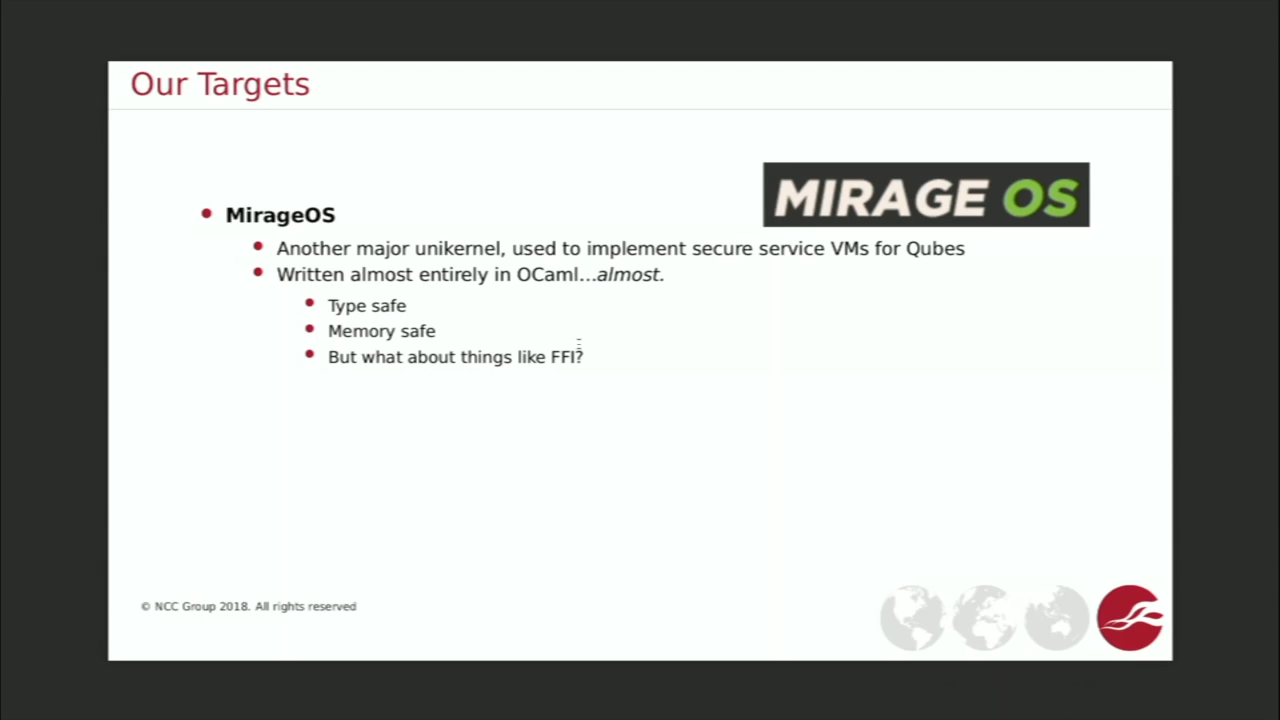 Our Targets
MIRAGE OS
MirageOS
Another major unikernel, used to implement secure service VMs for Qubes
Written almost entirely in OCaml...almost.
Type safe
Memory safe
But what about things like FFI?
© NCC Group 2018. All rights reserved